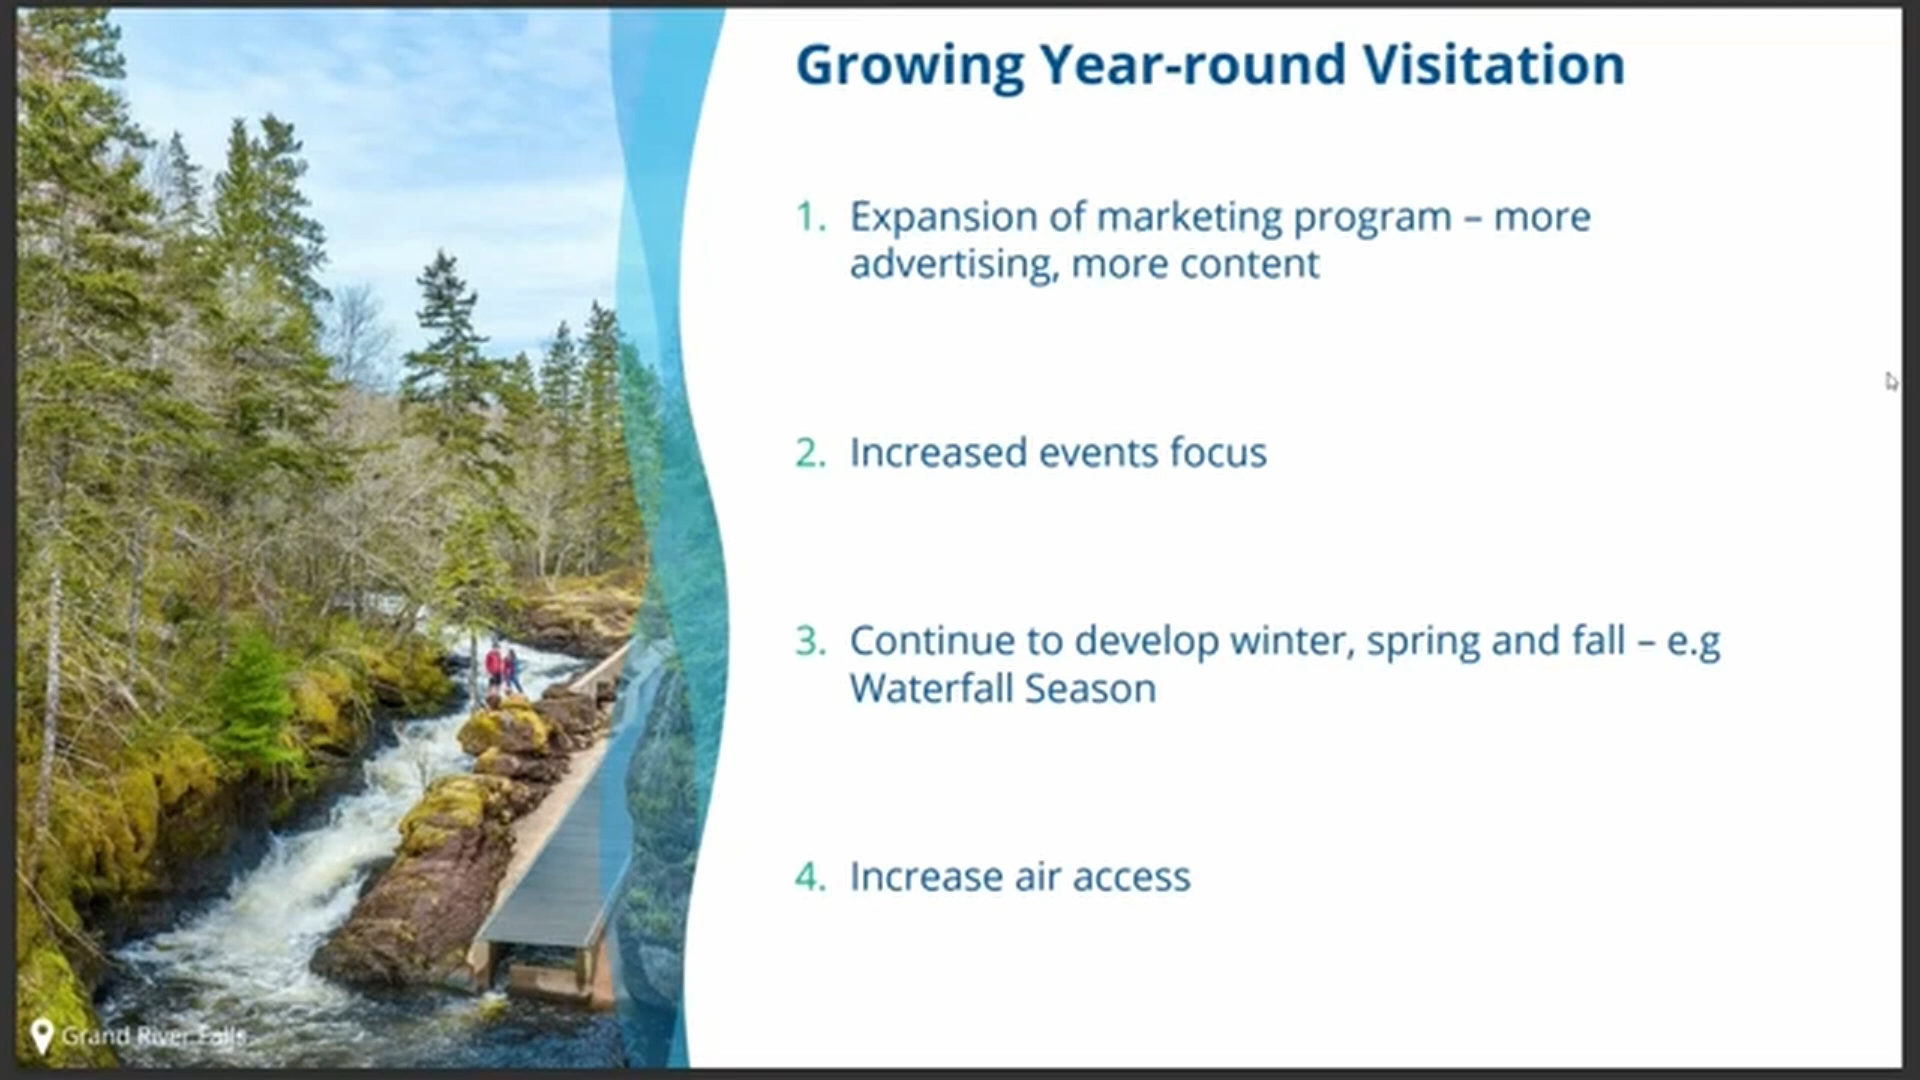 Growing Year-round Visitation
1. Expansion of marketing program – more
advertising, more content
2. Increased events focus
3. Continue to develop winter, spring and fall – e.g
Waterfall Season
4. Increase air access
Grand River Falls